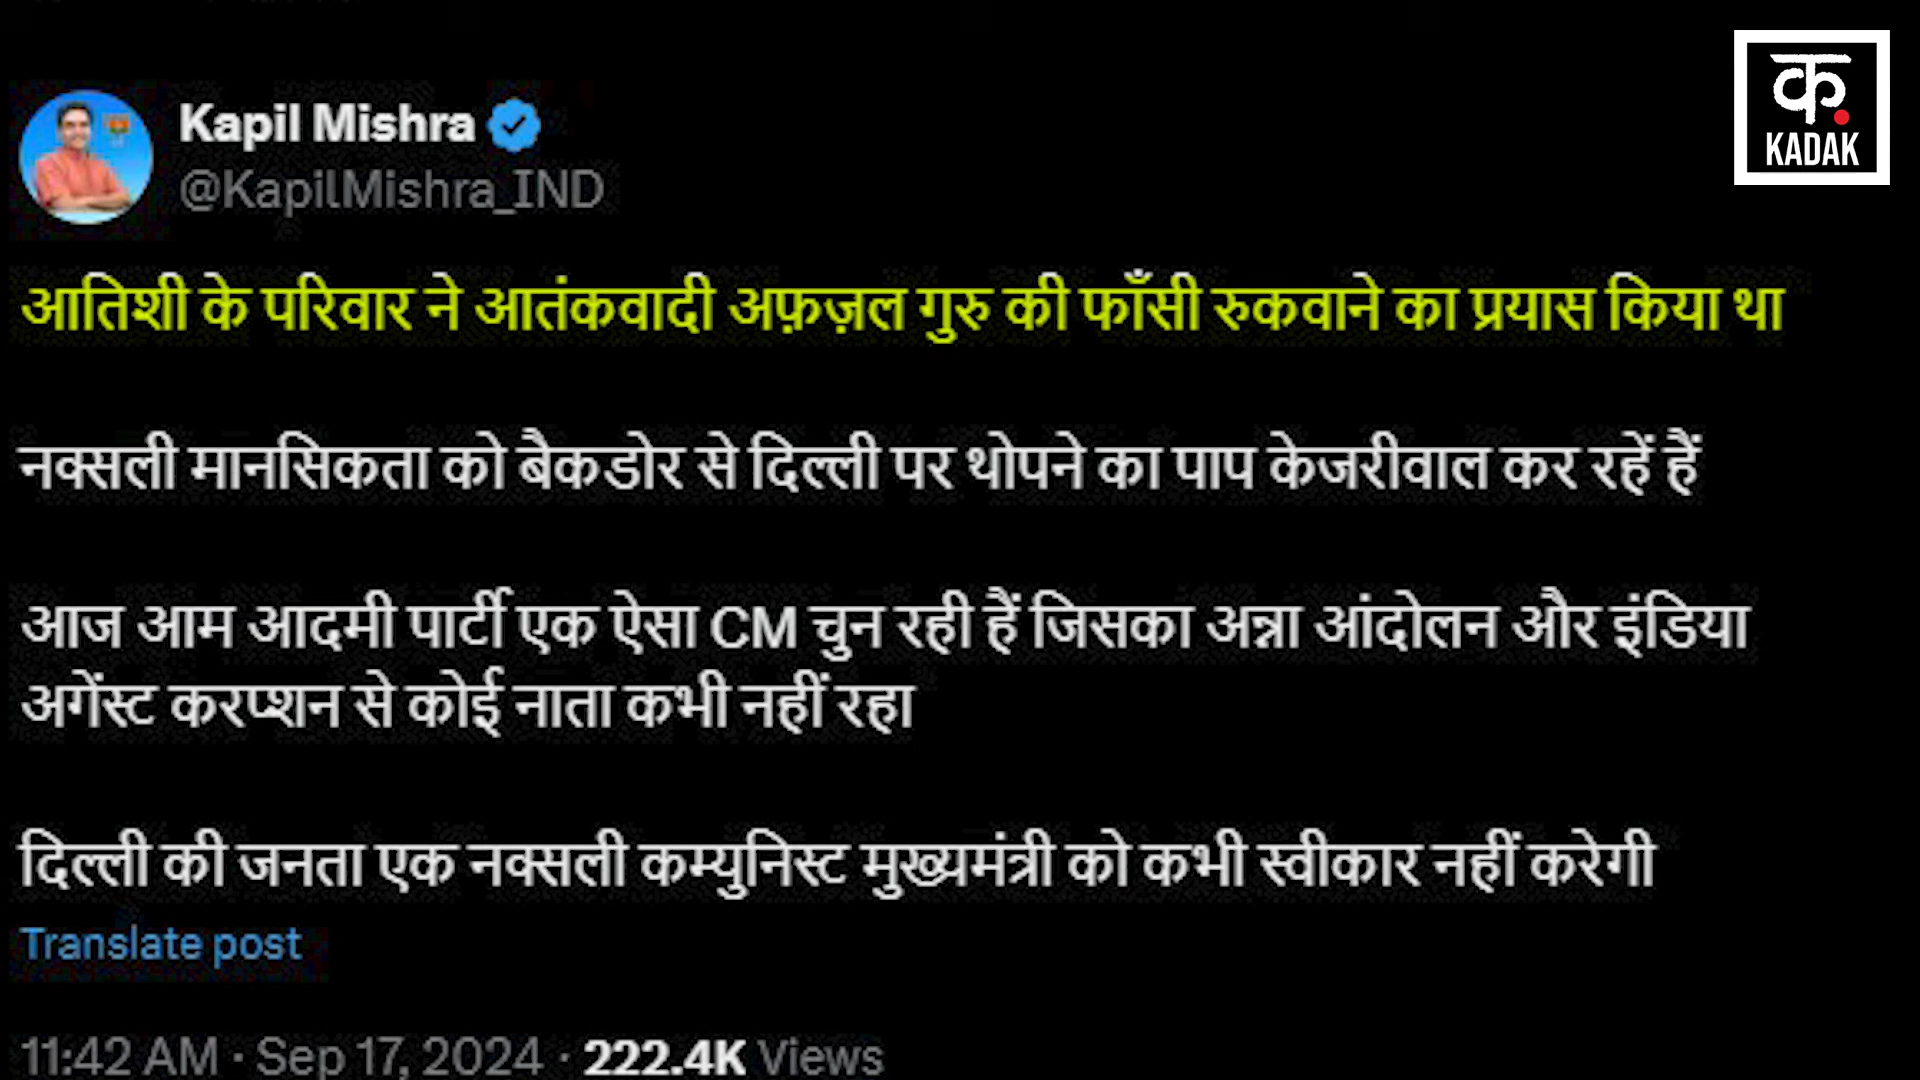 Kapil Mishra
@KapilMishra_IND
क.
KADAK
आतिशी के परिवार ने आतंकवादी अफ़ज़ल गुरु की फाँसी रुकवाने का प्रयास किया था
नक्सली मानसिकता को बैकडोर से दिल्ली पर थोपने का पाप केजरीवाल कर रहें हैं
आज आम आदमी पार्टी एक ऐसा CM चुन रही हैं जिसका अन्ना आंदोलन और इंडिया
अगेंस्ट करप्शन से कोई नाता कभी नहीं रहा
दिल्ली की जनता एक नक्सली कम्युनिस्ट मुख्यमंत्री को कभी स्वीकार नहीं करेगी
Translate post
11:42 AM · Sep 17, 2024 · 222.4K Views